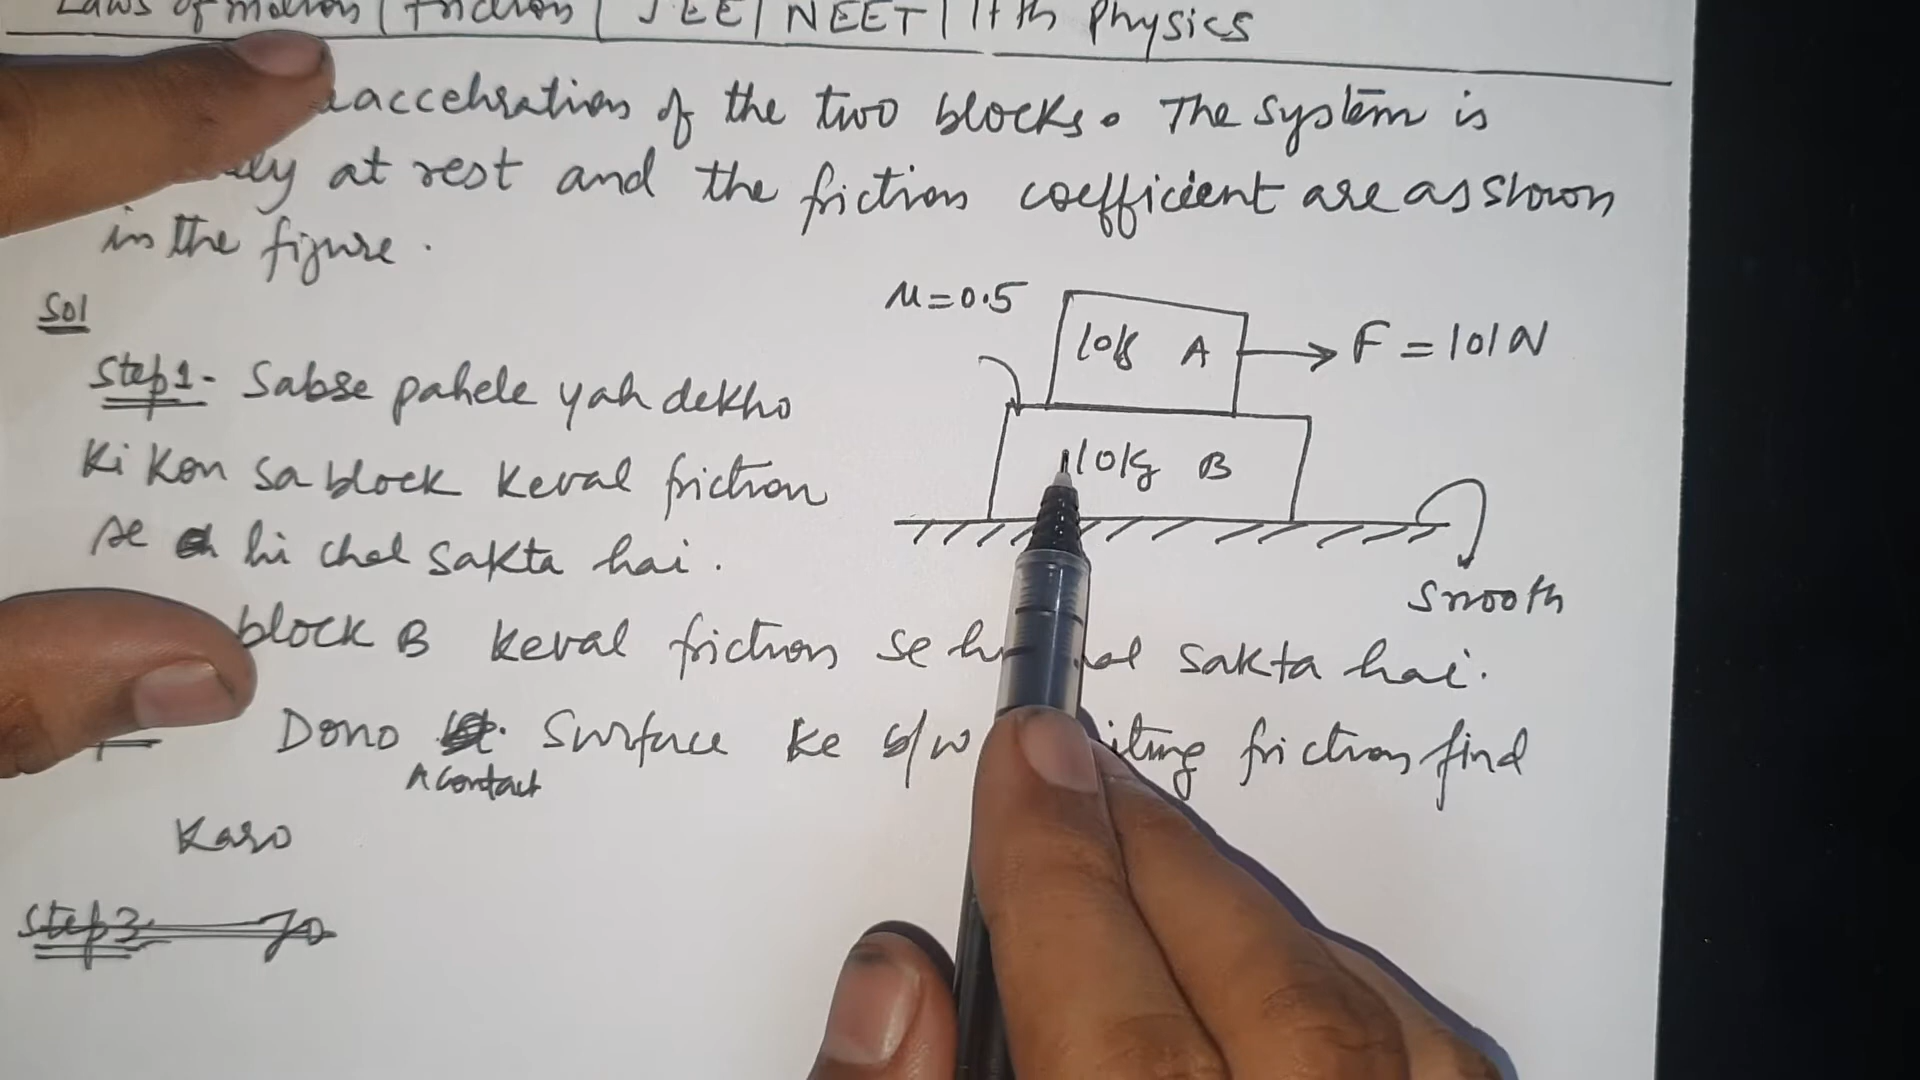 Laws of motion | friction | JEE | NEET | 11th Physics
accelration of the two blocks. The system is
at rest and the friction coefficient are as shown
in the figure.
Sol
μ=0.5
10kg A
F = 101N
Step1- Sabse pahele yah dekho
Ki Kon sa block Keval friction
10kg B
se hi chal sakta hai.
Smooth
block B Keval friction se sakta hai.
Dono Surface Ke b/w friction find
contact
Karo
Step3